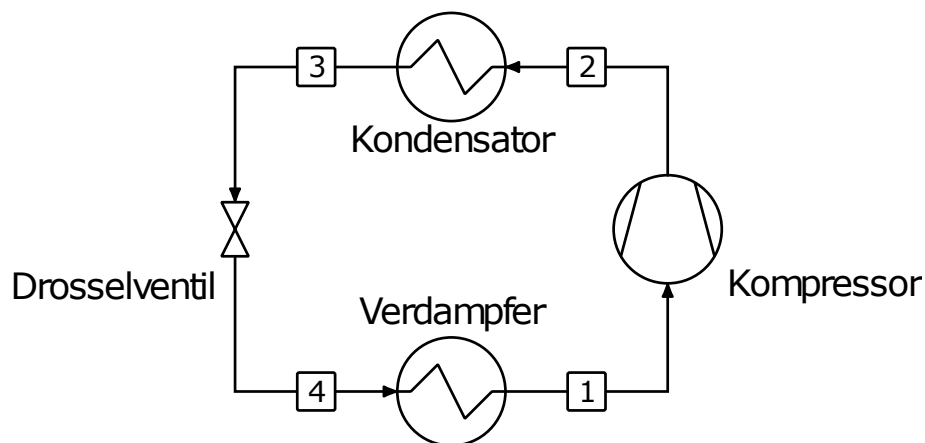 3
2
Kondensator
Drosselventil
Kompressor
Verdampfer
4
1